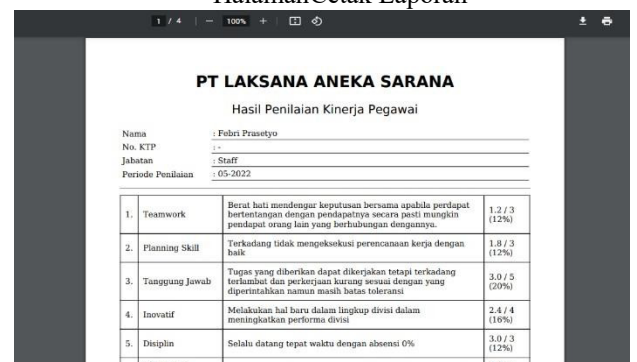 HalamanCetak Laporan
1 / 4 | — 100% +
PT LAKSANA ANEKA SARANA
Hasil Penilaian Kinerja Pegawai
Nama : Febri Prasetyo
No. KTP : -
Jabatan : Staff
Periode Penilaian : 05-2022
1. Teamwork Berat hati mendengar keputusan bersama apabila perdapat 1.2 / 3
bertentangan dengan pendapatnya secara pasti mungkin (12%)
pendapat orang lain yang berhubungan dengannya.
2. Planning Skill Terkadang tidak mengeksekusi perencanaan kerja dengan 1.8 / 3
baik (12%)
3. Tanggung Jawab Tugas yang diberikan dapat dikerjakan tetapi terkadang 3.0 / 5
terlambat dan perkerjaan kurang sesuai dengan yang (20%)
diperintahkan namun masih batas toleransi
4. Inovatif Melakukan hal baru dalam lingkup divisi dalam 2.4 / 4
meningkatkan performa divisi (16%)
5. Disiplin Selalu datang tepat waktu dengan absensi 0% 3.0 / 3
(12%)